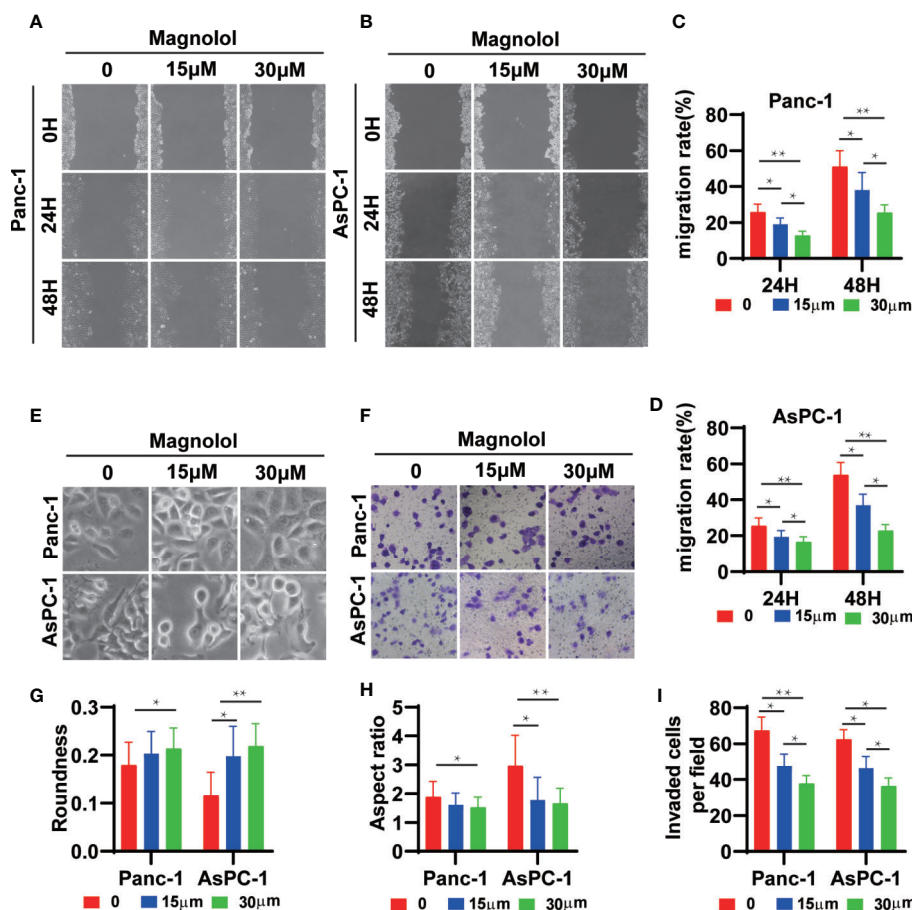 A
Magnolol
0 15μM 30μM
Panc-1
0H
24H
48H
B
Magnolol
0 15μM 30μM
AsPC-1
0H
24H
48H
C
Panc-1
migration rate(%)
80
60
40
20
0
** ** * * * *
24H 48H
0 15μm 30μm
D
AsPC-1
migration rate(%)
80
60
40
20
0
** ** * * * *
24H 48H
0 15μm 30μm
E
Magnolol
0 15μM 30μM
Panc-1
AsPC-1
F
Magnolol
0 15μM 30μM
Panc-1
AsPC-1
G
Roundness
0.3
0.2
0.1
0.0
* ** *
Panc-1 AsPC-1
0 15μm 30μm
H
Aspect ratio
5
4
3
2
1
0
* ** *
Panc-1 AsPC-1
0 15μm 30μm
I
Invaded cells
per field
80
60
40
20
0
** * * * * *
Panc-1 AsPC-1
0 15μm 30μm